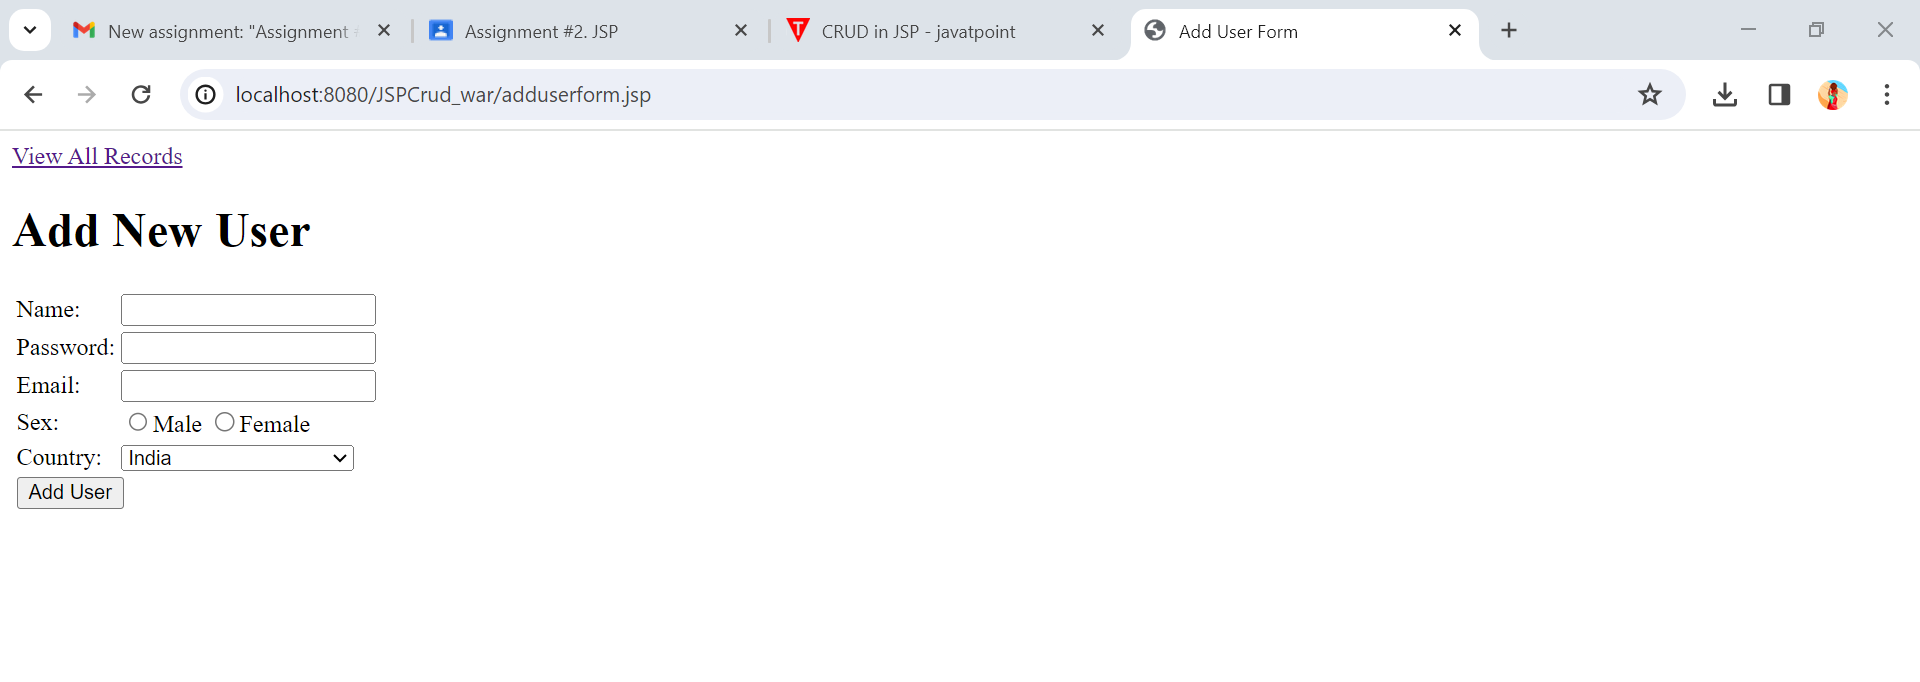 New assignment: "Assignment
Assignment #2. JSP
CRUD in JSP - javatpoint
Add User Form
localhost:8080/JSPCrud_war/adduserform.jsp
View All Records
Add New User
Name:
Password:
Email:
Sex: Male Female
Country: India
Add User